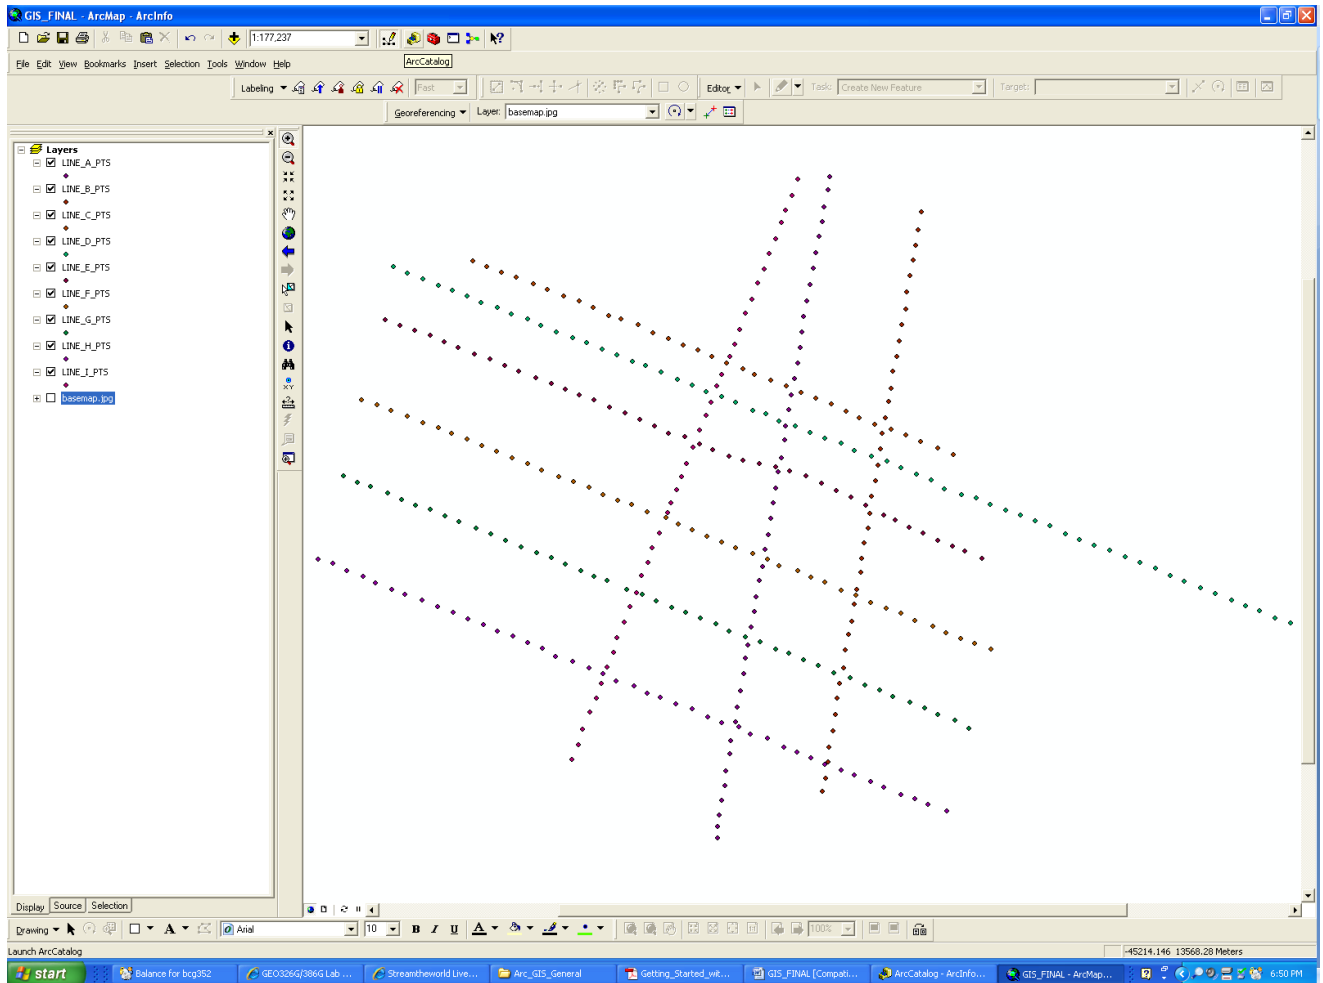 GIS_FINAL - ArcMap - ArcInfo
1:177,237
File Edit View Bookmarks Insert Selection Tools Window Help
ArcCatalog
Labeling Fast Editor Task: Create New Feature Target:
Georeferencing Layer: basemap.jpg
Layers
LINE_A_PTS
LINE_B_PTS
LINE_C_PTS
LINE_D_PTS
LINE_E_PTS
LINE_F_PTS
LINE_G_PTS
LINE_H_PTS
LINE_I_PTS
basemap.jpg
XY
Display Source Selection
Drawing A Arial 10 B I U A 100%
Launch ArcCatalog
-45214.146 13568.28 Meters
start Balance for bcg352 GEO326G/386G Lab ... Streamtheworld Live... Arc_GIS_General Getting_Started_wit... GIS_FINAL [Compati... ArcCatalog - ArcInfo... GIS_FINAL - ArcMap... 6:50 PM